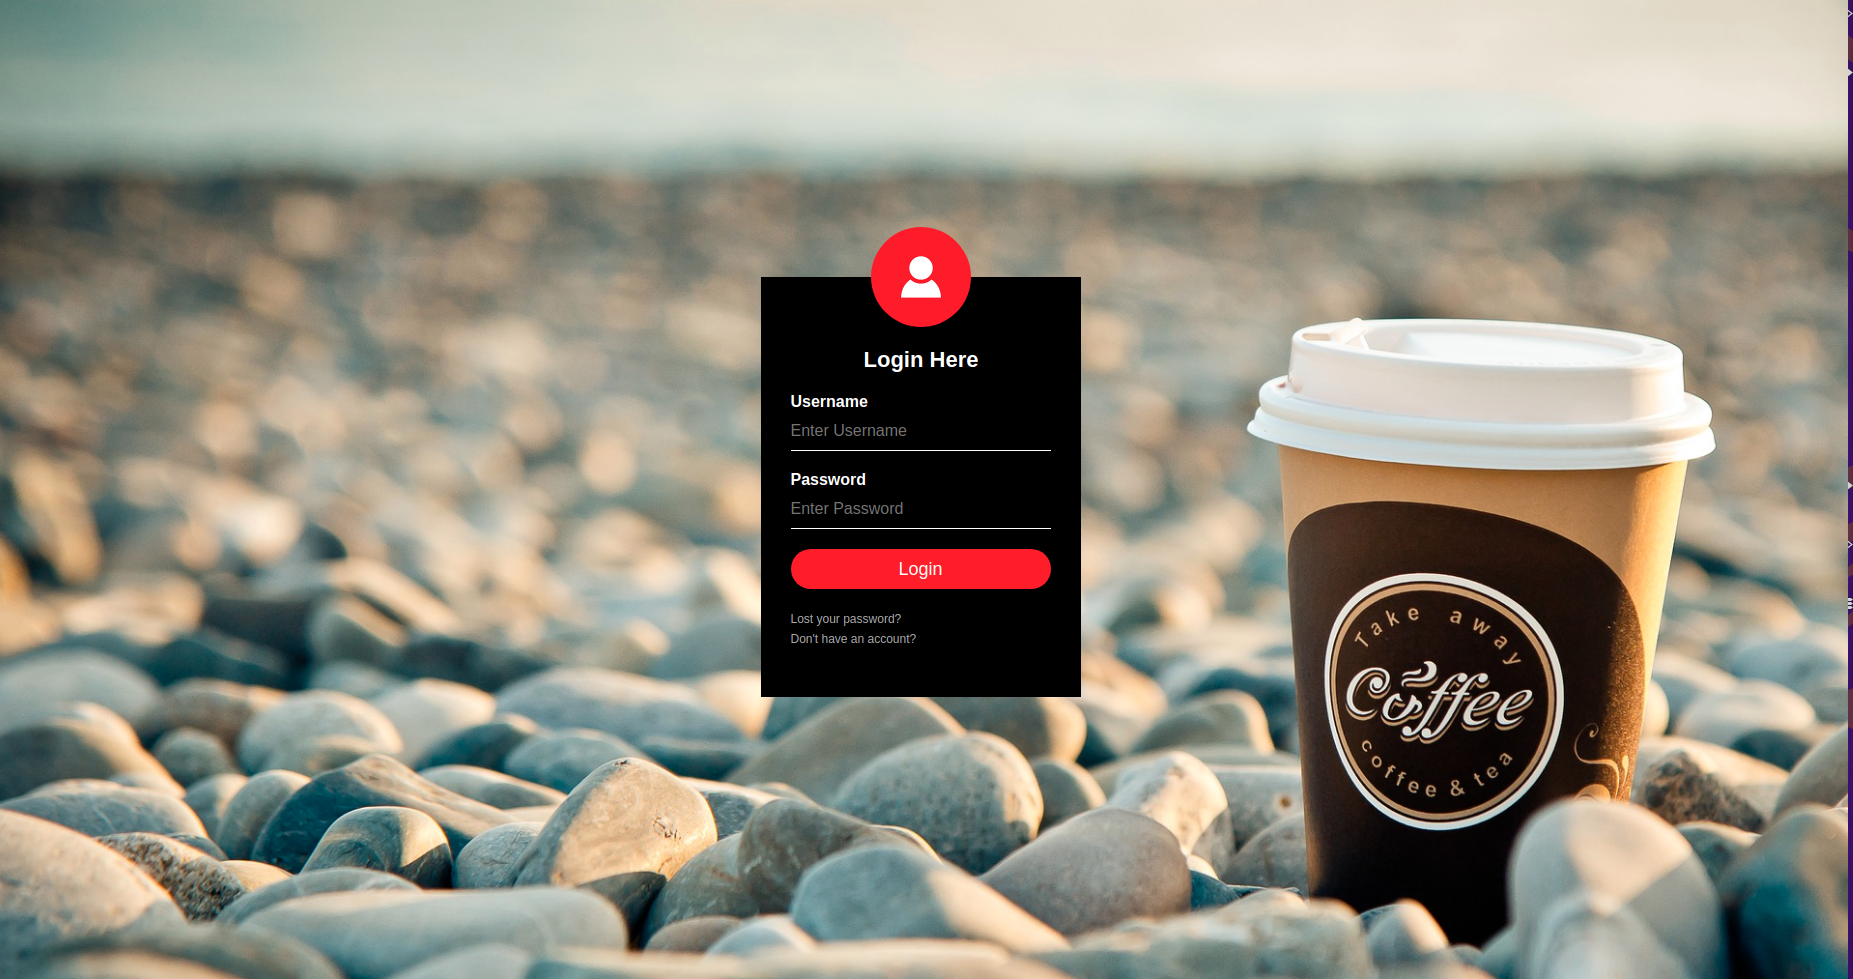 Login Here
Username
Enter Username
Password
Enter Password
Login
Lost your password?
Don't have an account?
Take away
Coffee
coffee & tea